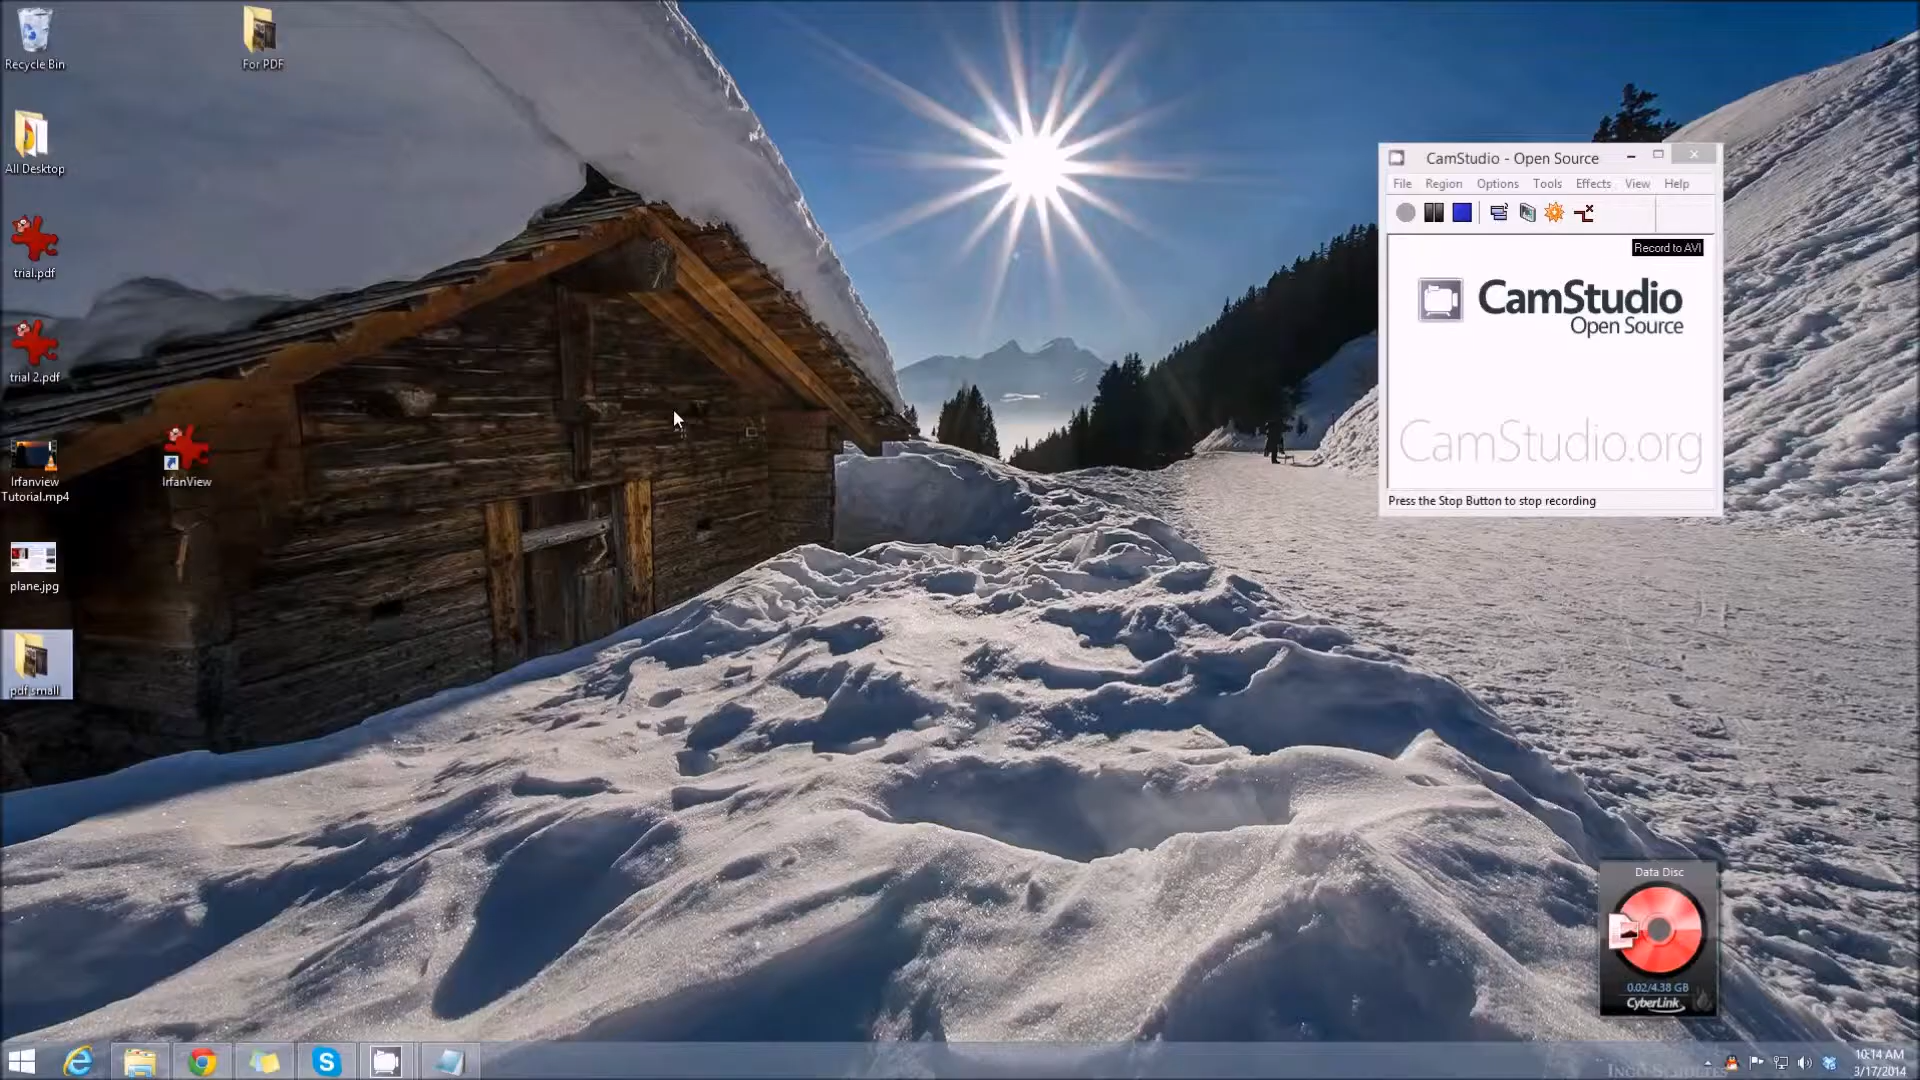 Recycle Bin
For PDF
All Desktop
trial.pdf
trial 2.pdf
Irfanview
Tutorial.mp4
IrfanView
plane.jpg
pdf small
CamStudio - Open Source
File Region Options Tools Effects View Help
Record to AVI
CamStudio
Open Source
CamStudio.org
Press the Stop Button to stop recording
Data Disc
0.02/4.38 GB
CyberLink
10:14 AM
3/17/2014